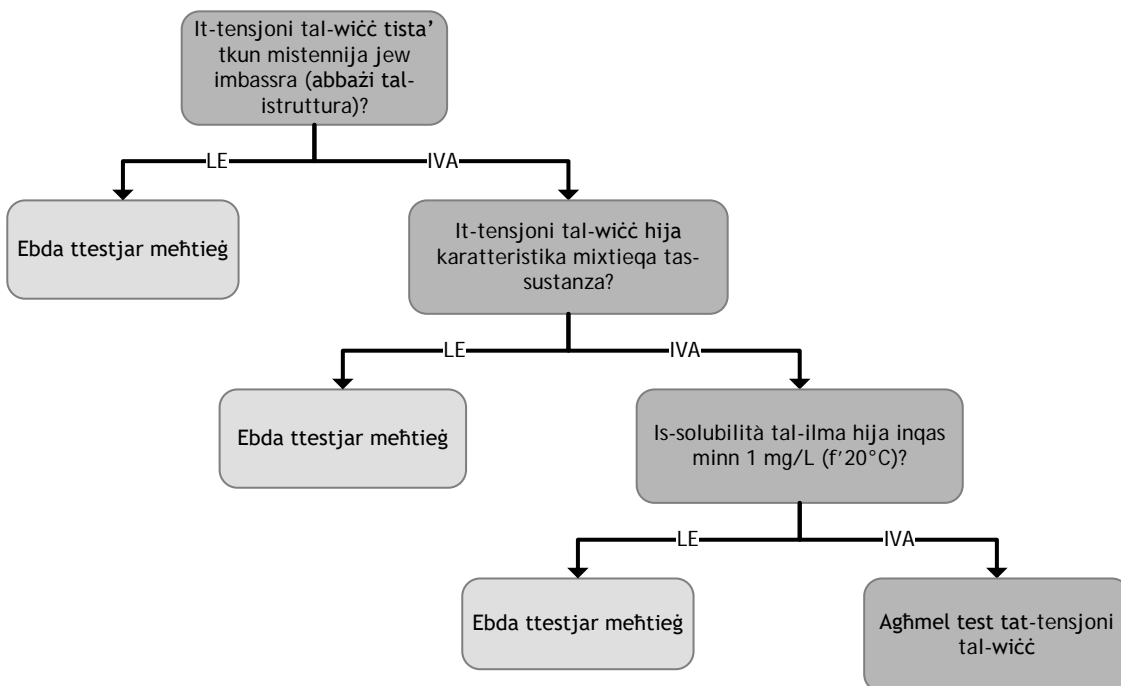 It-tensjoni tal-wiċċ tista'
tkun mistennija jew
imbassra (abbażi tal-
istruttura)?
LE
IVA
Ebda ttestjar meħtieġ
It-tensjoni tal-wiċċ hija
karatteristika mixtieqa tas-
sustanza?
LE
IVA
Ebda ttestjar meħtieġ
Is-solubilità tal-ilma hija inqas
minn 1 mg/L (f'20°C)?
LE
IVA
Ebda ttestjar meħtieġ
Agħmel test tat-tensjoni
tal-wiċċ